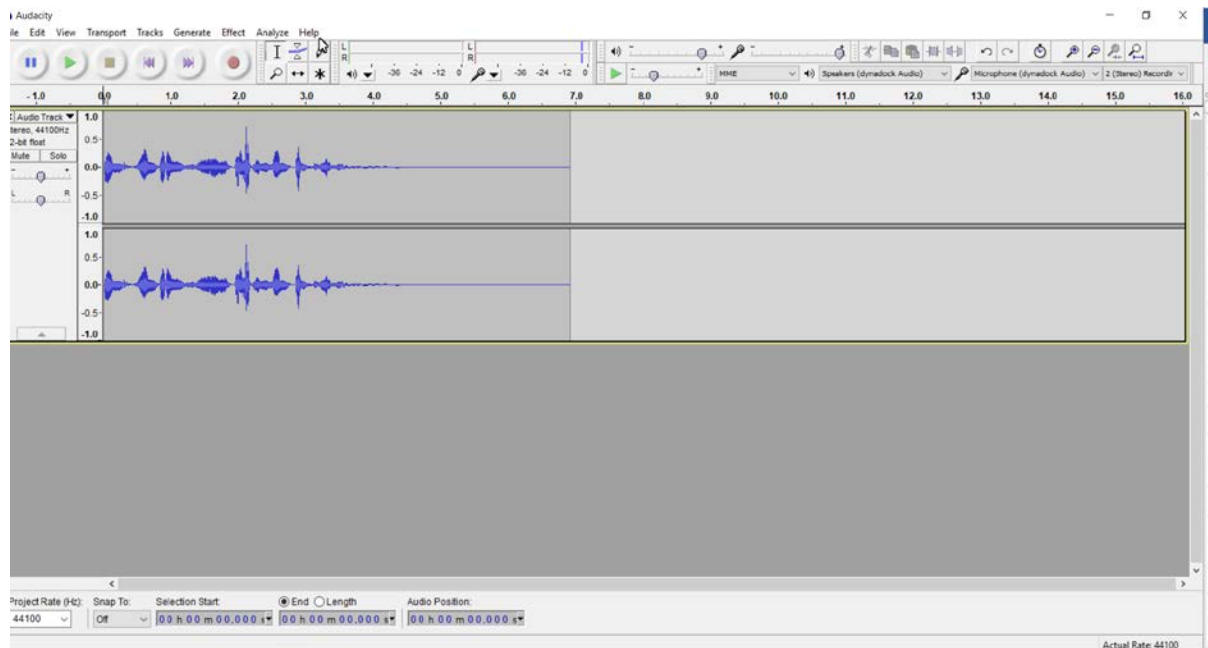 Audacity
ile Edit View Transport Tracks Generate Effect Analyze Help
L L
R R
-36 -24 -12 0 -36 -24 -12 0
MME Speakers (dynadock Audio) Microphone (dynadock Audio) 2 (Stereo) Recordir
- 1.0 0,0 1.0 2.0 3.0 4.0 5.0 6.0 7.0 8.0 9.0 10.0 11.0 12.0 13.0 14.0 15.0 16.0
Audio Track 1.0
tereo, 44100Hz
2-bit float 0.5-
Mute Solo
- + 0.0-
L R -0.5-
-1.0
1.0
0.5-
0.0-
-0.5-
-1.0
Project Rate (Hz): Snap To: Selection Start: End Length Audio Position:
44100 Off 00 h 00 m 00.000 s 00 h 00 m 00.000 s 00 h 00 m 00.000 s
Actual Rate: 44100